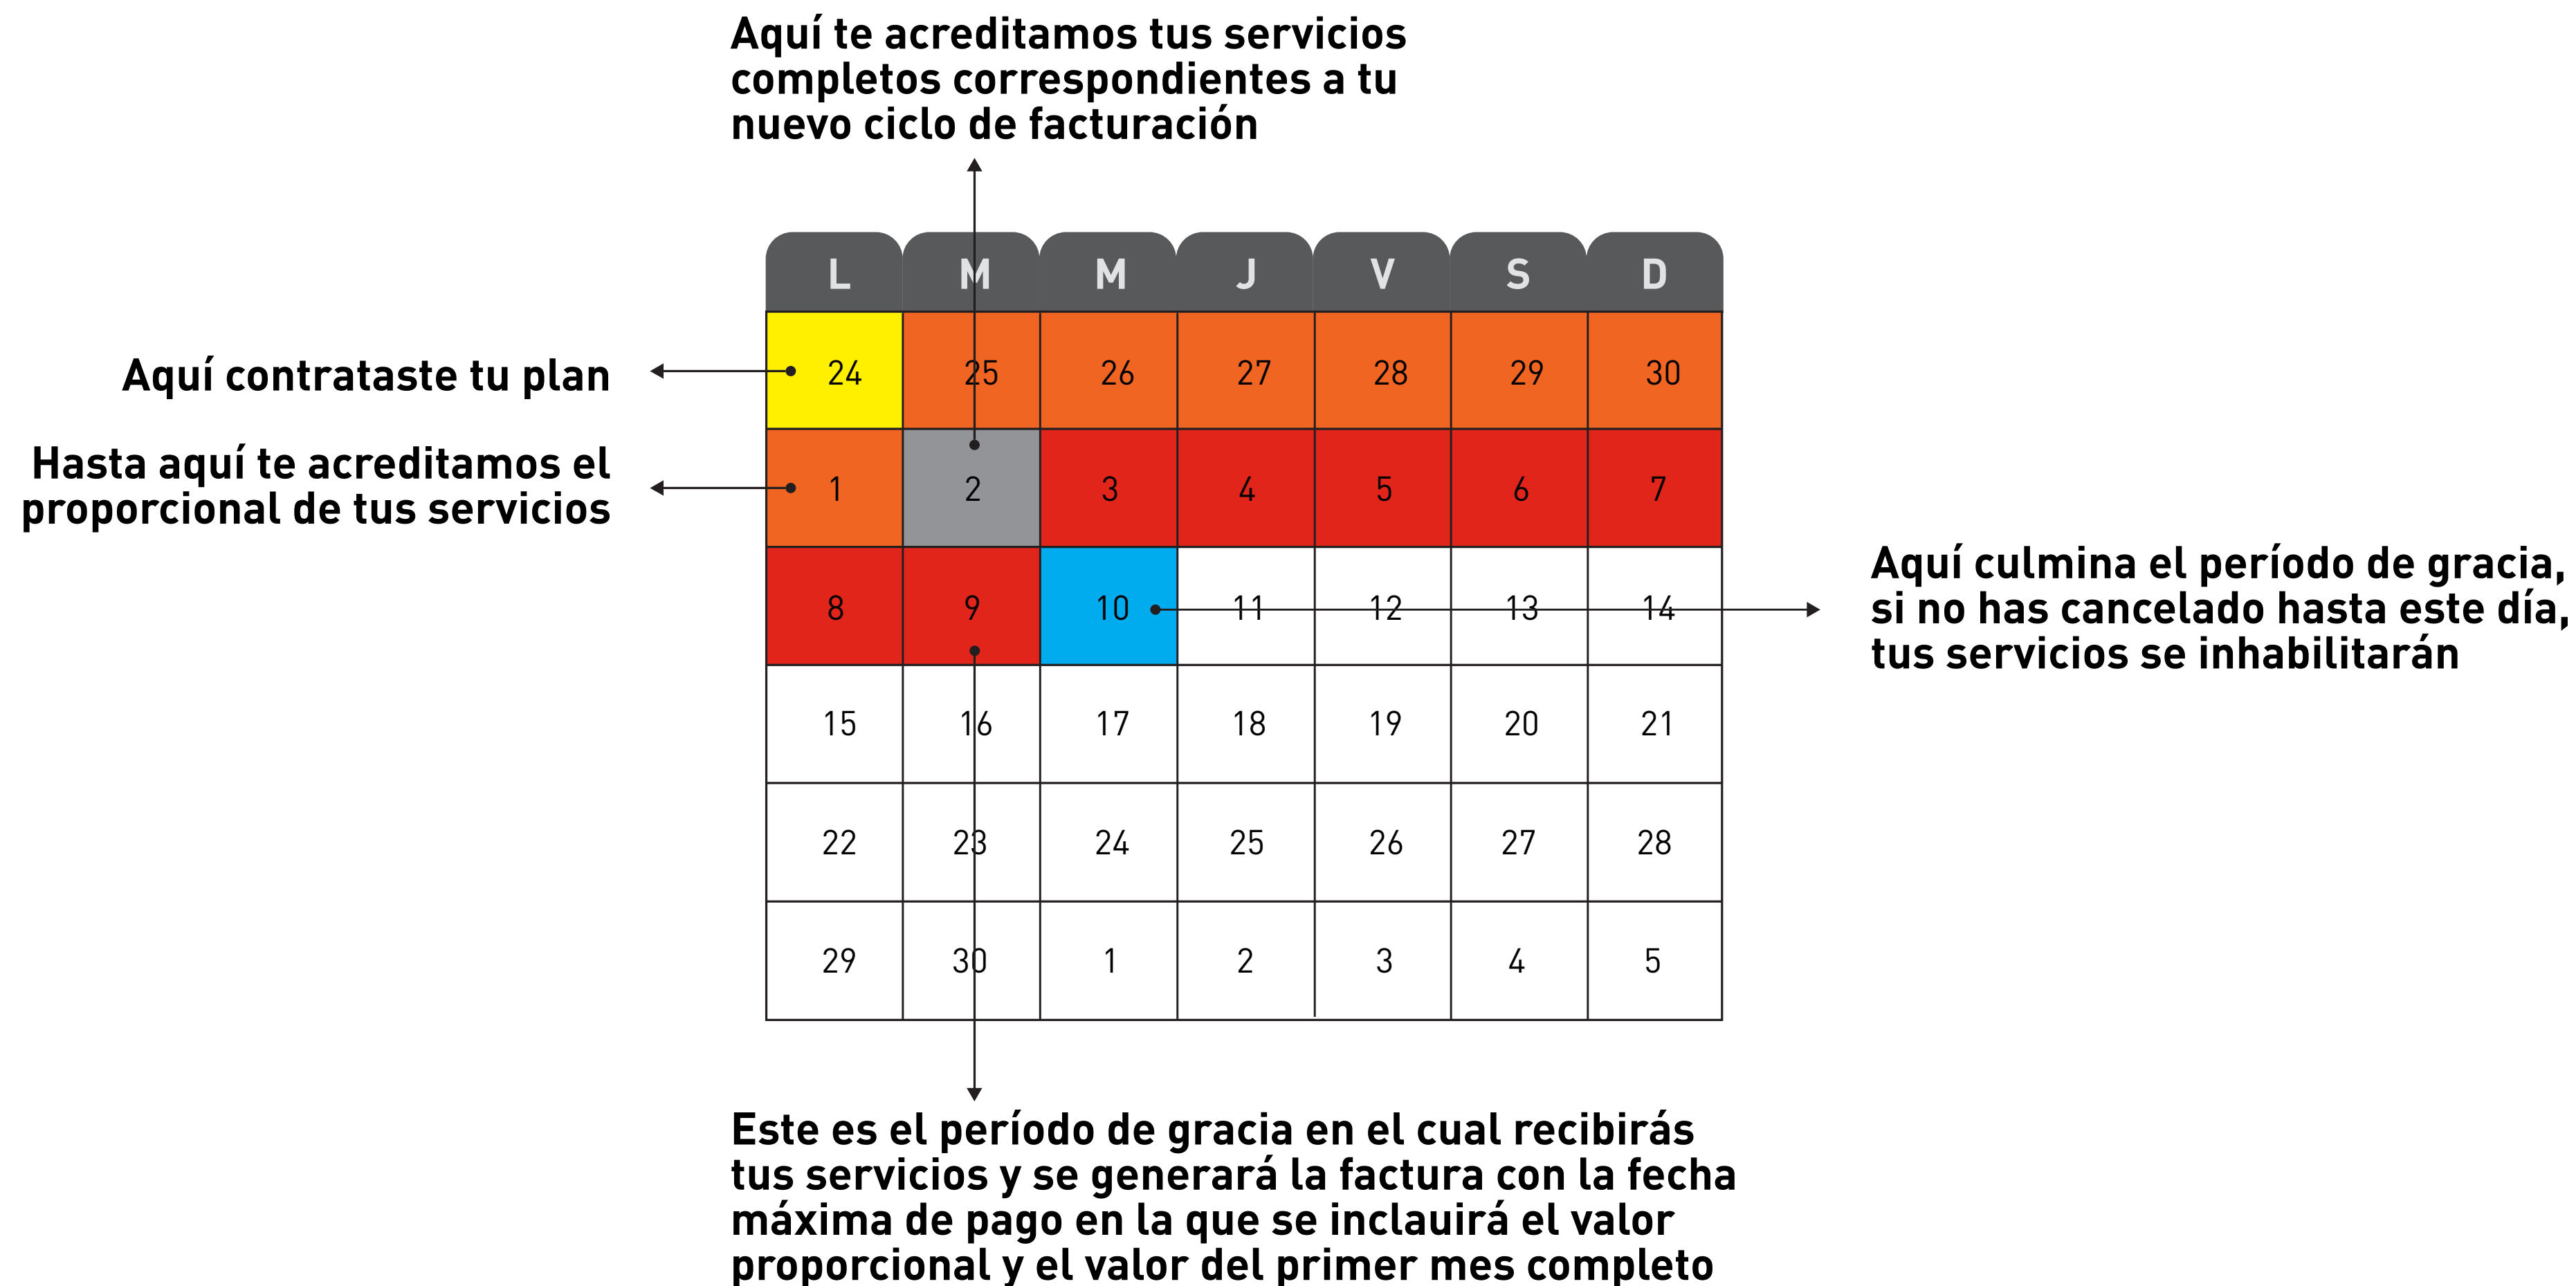 Aquí te acreditamos tus servicios
completos correspondientes a tu
nuevo ciclo de facturación
L M M J V S D
Aquí contrataste tu plan
24 25 26 27 28 29 30
Hasta aquí te acreditamos el
proporcional de tus servicios
1 2 3 4 5 6 7
8 9 10 11 12 13 14
Aquí culmina el período de gracia,
si no has cancelado hasta este día,
tus servicios se inhabilitarán
15 16 17 18 19 20 21
22 23 24 25 26 27 28
29 30 1 2 3 4 5
Este es el período de gracia en el cual recibirás
tus servicios y se generará la factura con la fecha
máxima de pago en la que se inclauirá el valor
proporcional y el valor del primer mes completo